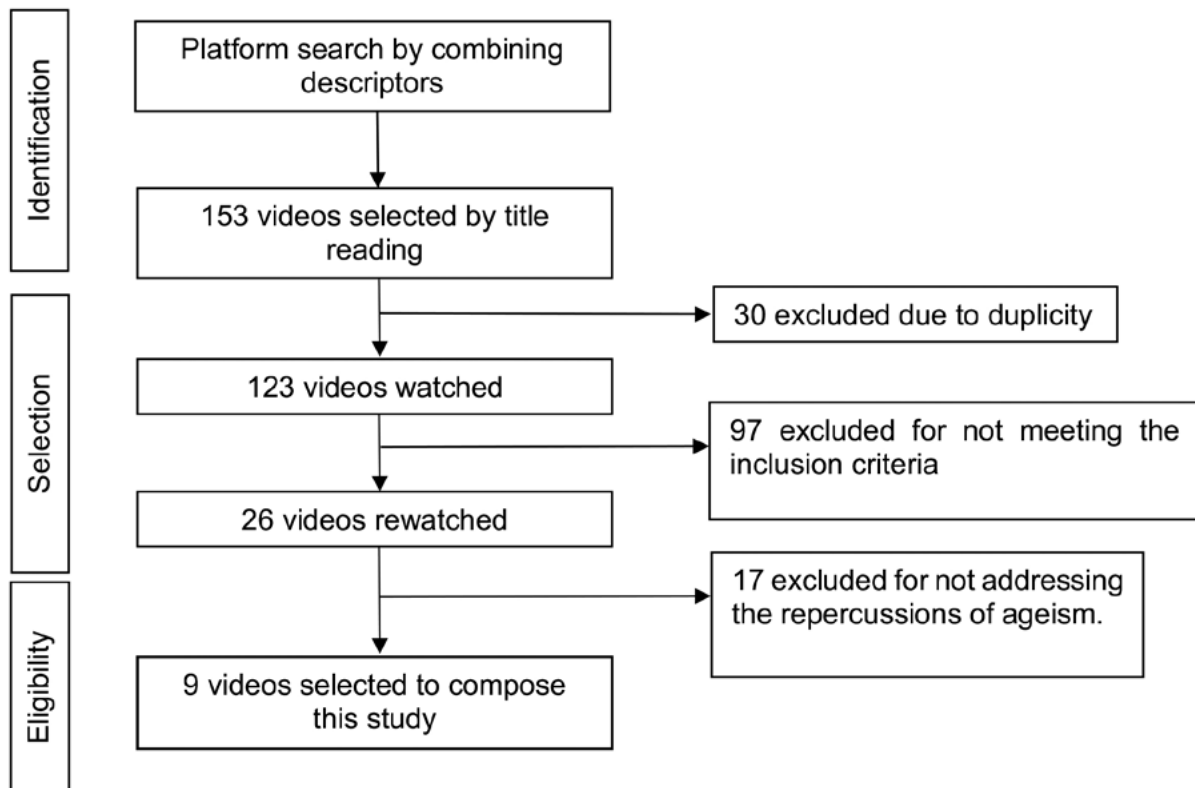 Identification
Platform search by combining
descriptors
153 videos selected by title
reading
30 excluded due to duplicity
Selection
123 videos watched
97 excluded for not meeting the
inclusion criteria
26 videos rewatched
17 excluded for not addressing
the repercussions of ageism.
Eligibility
9 videos selected to compose
this study